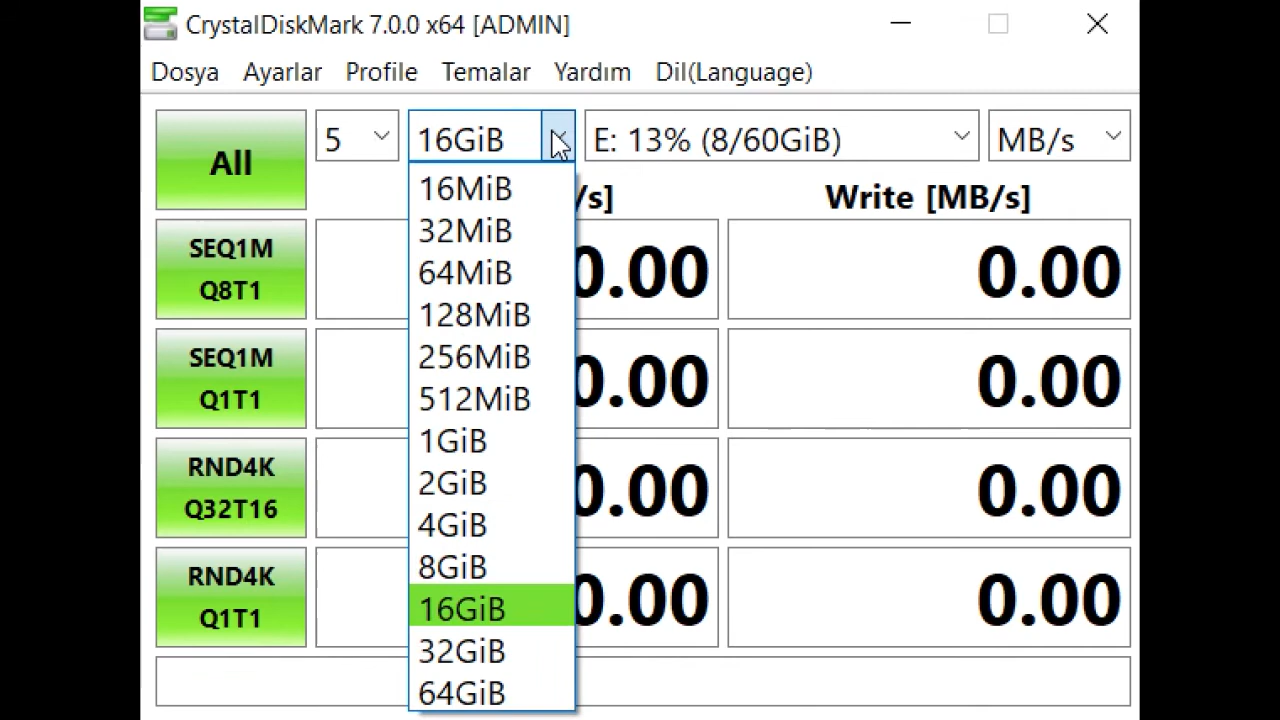 CrystalDiskMark 7.0.0 x64 [ADMIN]
Dosya Ayarlar Profile Temalar Yardım Dil(Language)
All
5
16GiB
E: 13% (8/60GiB)
MB/s
/s]
Write [MB/s]
16MiB
32MiB
64MiB
128MiB
256MiB
512MiB
1GiB
2GiB
4GiB
8GiB
16GiB
32GiB
64GiB
SEQ1M
Q8T1
0.00
0.00
SEQ1M
Q1T1
0.00
0.00
RND4K
Q32T16
0.00
0.00
RND4K
Q1T1
0.00
0.00